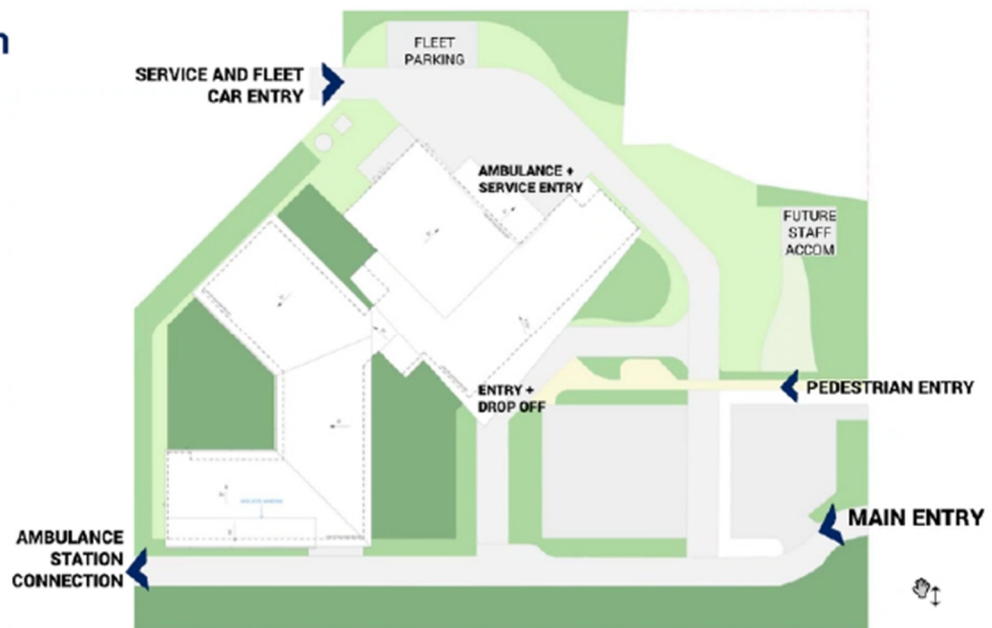 n
FLEET
PARKING
SERVICE AND FLEET
CAR ENTRY
AMBULANCE +
SERVICE ENTRY
FUTURE
STAFF
ACCOM
PEDESTRIAN ENTRY
ENTRY +
DROP OFF
MAIN ENTRY
AMBULANCE
STATION
CONNECTION